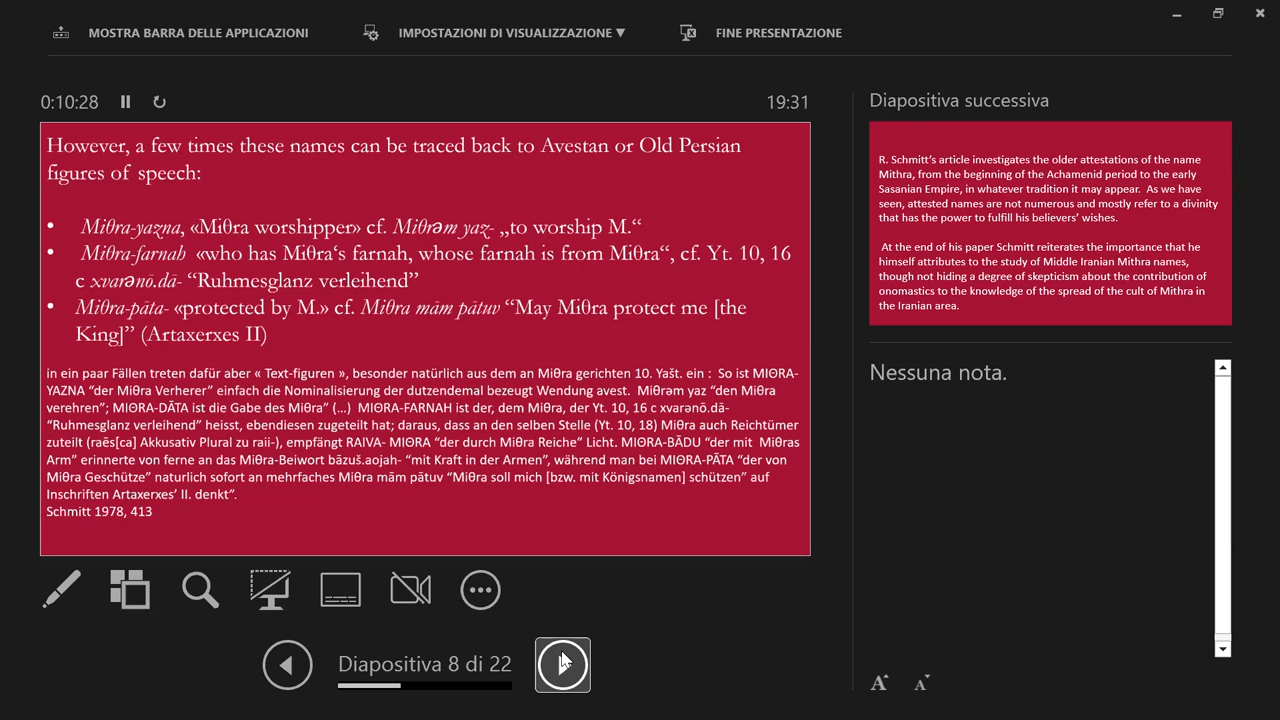 MOSTRA BARRA DELLE APPLICAZIONI
IMPOSTAZIONI DI VISUALIZZAZIONE ▼
FINE PRESENTAZIONE
0:10:28
19:31
However, a few times these names can be traced back to Avestan or Old Persian
figures of speech:
• Miθra-yazna, «Miθra worshipper» cf. Miθrəm yaz- „to worship M.“
• Miθra-farnah «who has Miθra‘s farnah, whose farnah is from Miθra“, cf. Yt. 10, 16
c xvarənō.dā- “Ruhmesglanz verleihend”
• Miθra-pāta- «protected by M.» cf. Miθra mām pātuv “May Miθra protect me [the
King]” (Artaxerxes II)
in ein paar Fällen treten dafür aber « Text-figuren », besonder natürlich aus dem an Miθra gerichten 10. Yašt. ein : So ist MIΘRA-
YAZNA “der Miθra Verherer” einfach die Nominalisierung der dutzendemal bezeugt Wendung avest. Miθrəm yaz “den Miθra
verehren”; MIΘRA-DĀTA ist die Gabe des Miθra” (…) MIΘRA-FARNAH ist der, dem Miθra, der Yt. 10, 16 c xvarənō.dā-
“Ruhmesglanz verleihend” heisst, ebendiesen zugeteilt hat; daraus, dass an den selben Stelle (Yt. 10, 18) Miθra auch Reichtümer
zuteilt (raēs[ca] Akkusativ Plural zu raii-), empfängt RAIVA- MIΘRA “der durch Miθra Reiche” Licht. MIΘRA-BĀDU “der mit Miθras
Arm” erinnerte von ferne an das Miθra-Beiwort bāzuš.aojah- “mit Kraft in der Armen”, während man bei MIΘRA-PĀTA “der von
Miθra Geschütze” naturlich sofort an mehrfaches Miθra mām pātuv “Miθra soll mich [bzw. mit Königsnamen] schützen” auf
Inschriften Artaxerxes’ II. denkt”.
Schmitt 1978, 413
Diapositiva 8 di 22
Diapositiva successiva
R. Schmitt’s article investigates the older attestations of the name
Mithra, from the beginning of the Achamenid period to the early
Sasanian Empire, in whatever tradition it may appear. As we have
seen, attested names are not numerous and mostly refer to a divinity
that has the power to fulfill his believers’ wishes.
At the end of his paper Schmitt reiterates the importance that he
himself attributes to the study of Middle Iranian Mithra names,
though not hiding a degree of skepticism about the contribution of
onomastics to the knowledge of the spread of the cult of Mithra in
the Iranian area.
Nessuna nota.
A A